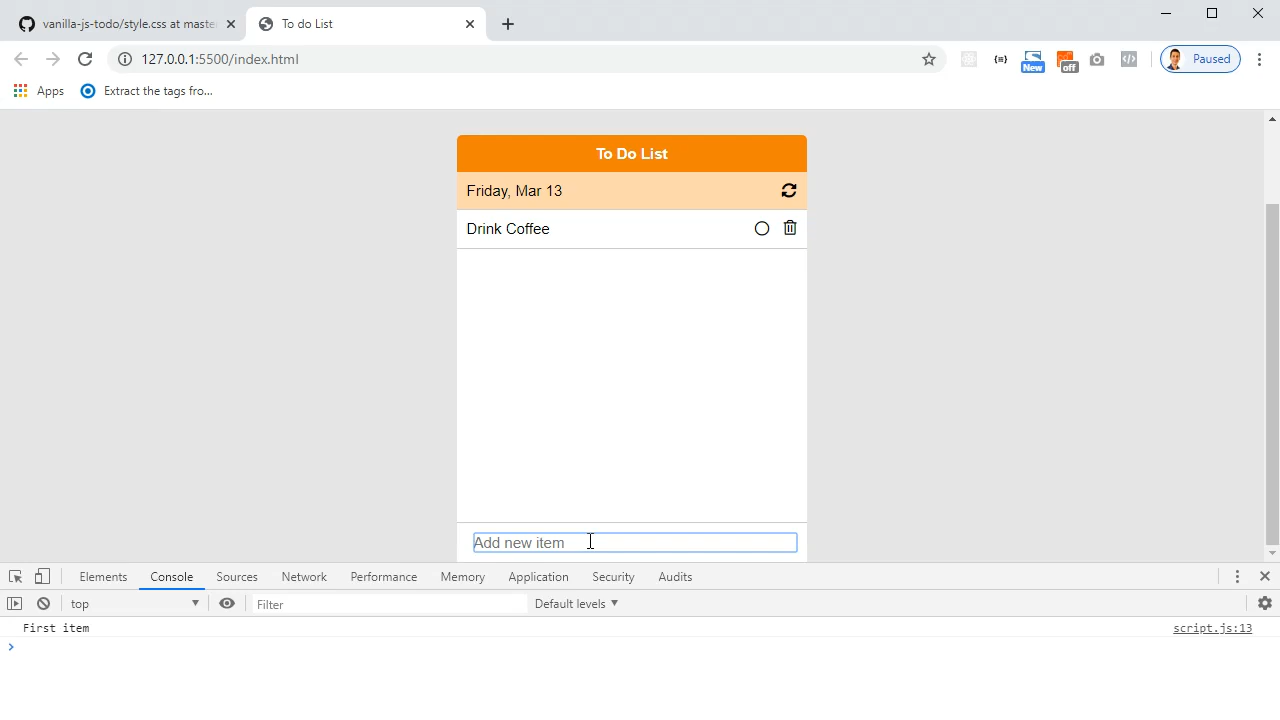 vanilla-js-todo/style.css at maste
To do List
127.0.0.1:5500/index.html
New
off
Paused
Apps
Extract the tags fro...
To Do List
Friday, Mar 13
Drink Coffee
Add new item
Elements Console Sources Network Performance Memory Application Security Audits
top Filter Default levels
First item script.js:13